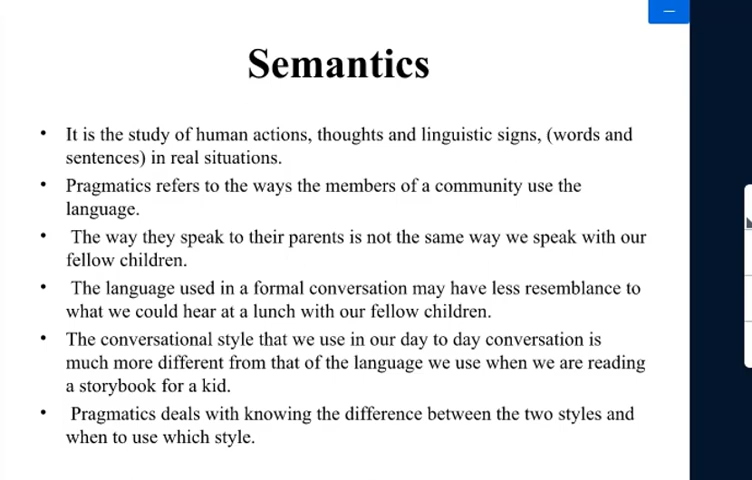 Semantics
• It is the study of human actions, thoughts and linguistic signs, (words and
sentences) in real situations.
• Pragmatics refers to the ways the members of a community use the
language.
• The way they speak to their parents is not the same way we speak with our
fellow children.
• The language used in a formal conversation may have less resemblance to
what we could hear at a lunch with our fellow children.
• The conversational style that we use in our day to day conversation is
much more different from that of the language we use when we are reading
a storybook for a kid.
• Pragmatics deals with knowing the difference between the two styles and
when to use which style.